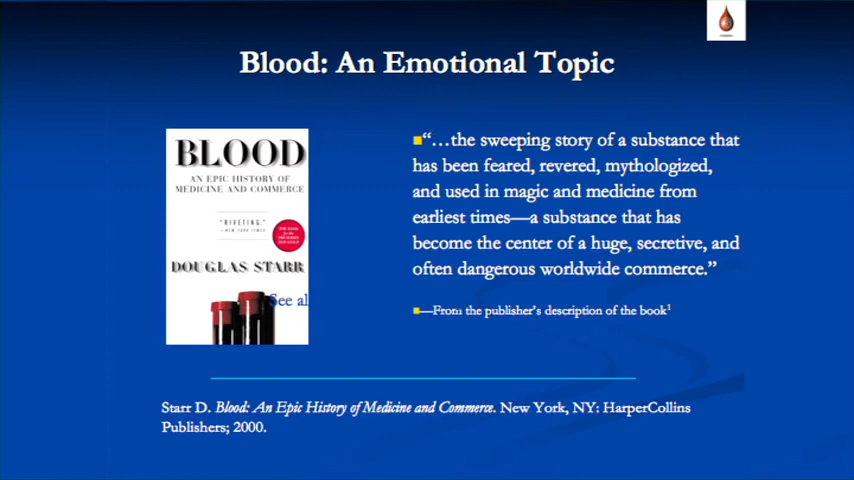 Blood: An Emotional Topic
BLOOD
AN EPIC HISTORY OF
MEDICINE AND COMMERCE
"RIVETING."
—NEW YORK TIMES
DOUGLAS STARR
See al
“…the sweeping story of a substance that
has been feared, revered, mythologized,
and used in magic and medicine from
earliest times—a substance that has
become the center of a huge, secretive, and
often dangerous worldwide commerce.”
—From the publisher’s description of the book1
Starr D. Blood: An Epic History of Medicine and Commerce. New York, NY: HarperCollins
Publishers; 2000.